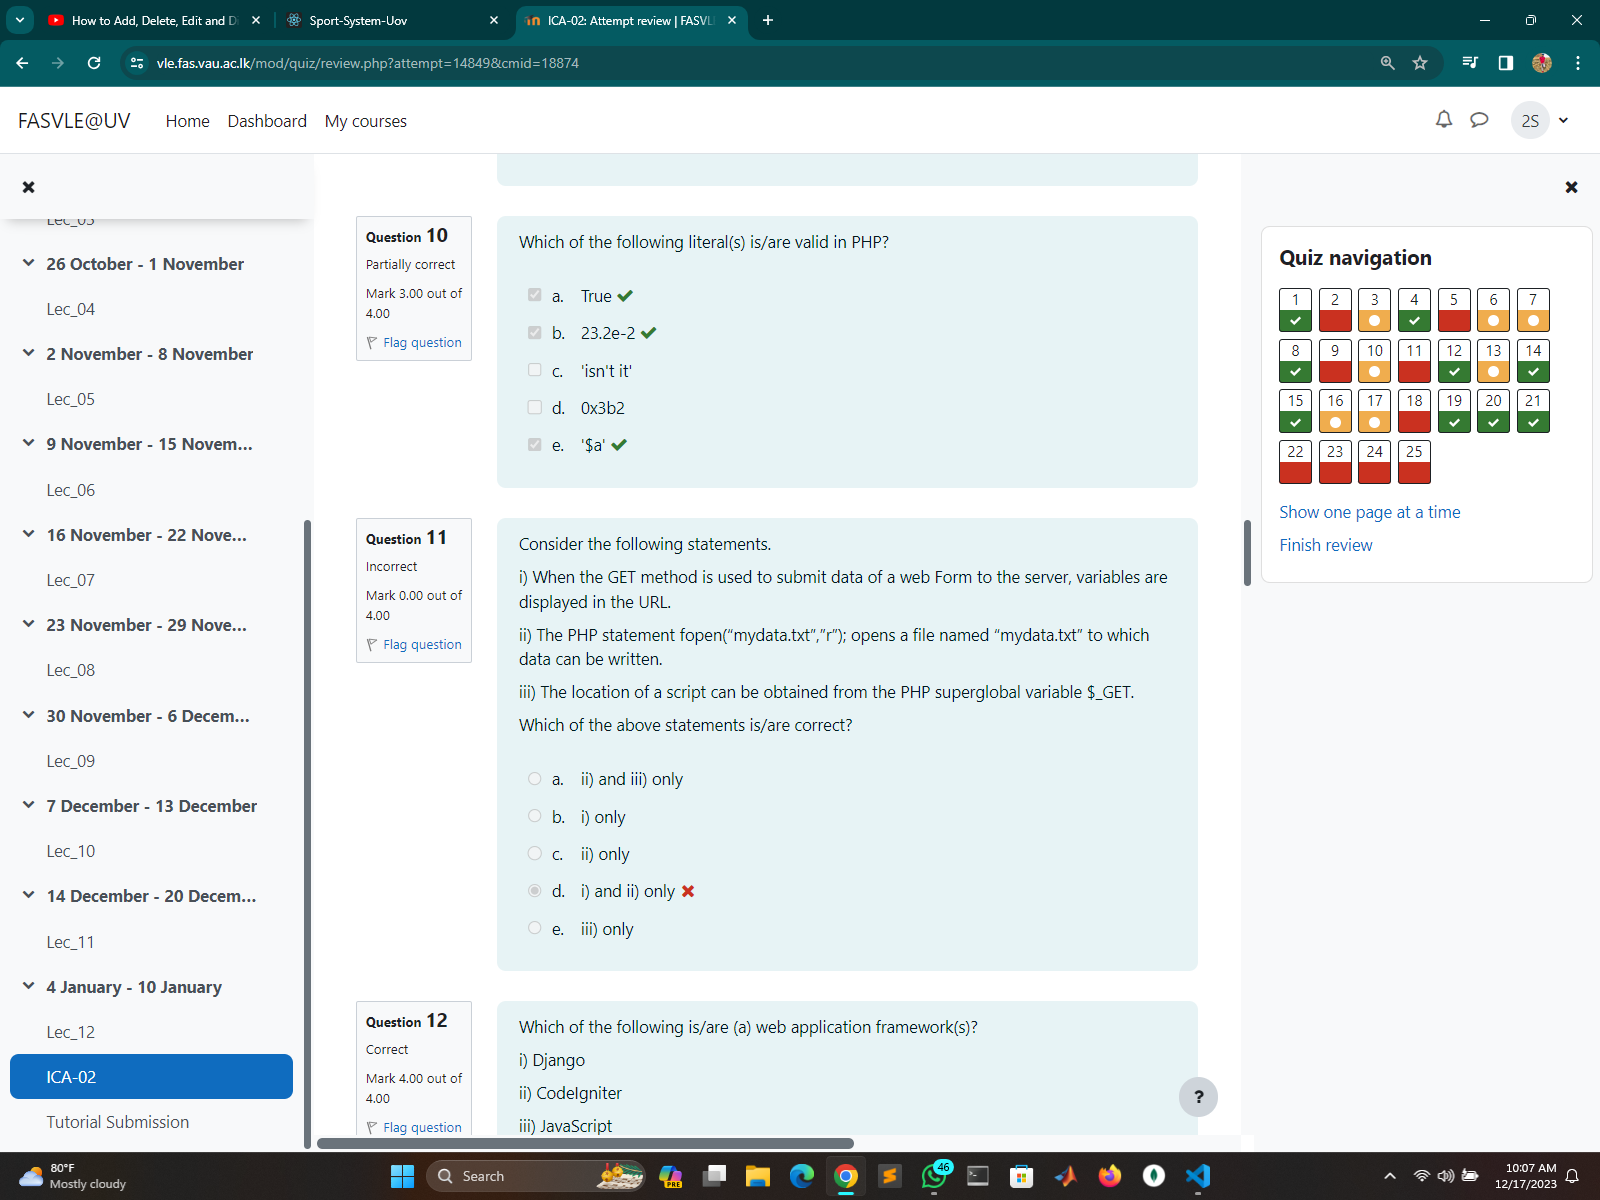 How to Add, Delete, Edit and D
Sport-System-Uov
ICA-02: Attempt review | FASVL
vle.fas.vau.ac.lk/mod/quiz/review.php?attempt=14849&cmid=18874
FASVLE@UV
Home
Dashboard
My courses
2S
Lec_03
26 October - 1 November
Lec_04
2 November - 8 November
Lec_05
9 November - 15 Novem...
Lec_06
16 November - 22 Nove...
Lec_07
23 November - 29 Nove...
Lec_08
30 November - 6 Decem...
Lec_09
7 December - 13 December
Lec_10
14 December - 20 Decem...
Lec_11
4 January - 10 January
Lec_12
ICA-02
Tutorial Submission
Question 10
Partially correct
Mark 3.00 out of
4.00
Flag question
Which of the following literal(s) is/are valid in PHP?
a. True
b. 23.2e-2
c. 'isn't it'
d. 0x3b2
e. '$a'
Question 11
Incorrect
Mark 0.00 out of
4.00
Flag question
Consider the following statements.
i) When the GET method is used to submit data of a web Form to the server, variables are
displayed in the URL.
ii) The PHP statement fopen(“mydata.txt”,”r”); opens a file named “mydata.txt” to which
data can be written.
iii) The location of a script can be obtained from the PHP superglobal variable $_GET.
Which of the above statements is/are correct?
a. ii) and iii) only
b. i) only
c. ii) only
d. i) and ii) only
e. iii) only
Question 12
Correct
Mark 4.00 out of
4.00
Flag question
Which of the following is/are (a) web application framework(s)?
i) Django
ii) CodeIgniter
iii) JavaScript
?
Quiz navigation
1 2 3 4 5 6 7
8 9 10 11 12 13 14
15 16 17 18 19 20 21
22 23 24 25
Show one page at a time
Finish review
80°F
Mostly cloudy
Search
PRE
46
10:07 AM
12/17/2023